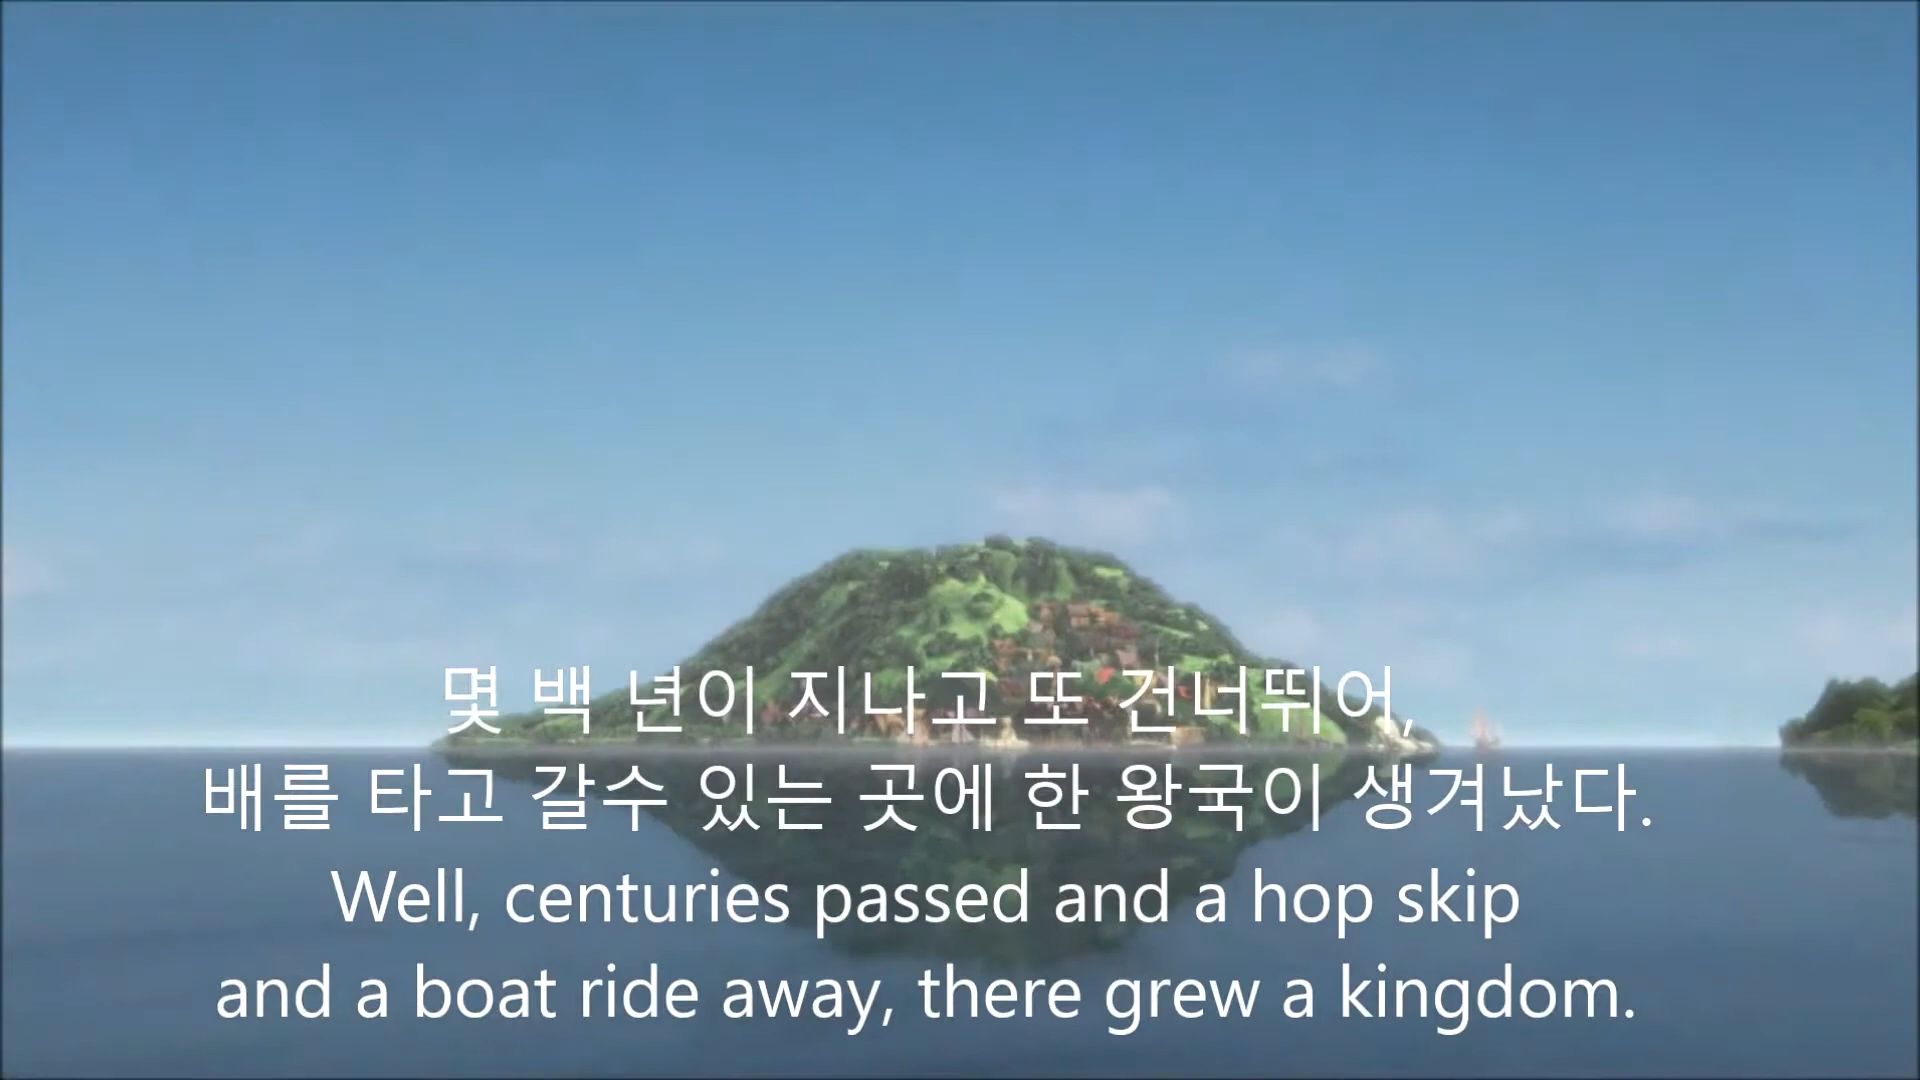 몇 백 년이 지나고 또 건너뛰어,
배를 타고 갈수 있는 곳에 한 왕국이 생겨났다.
Well, centuries passed and a hop skip
and a boat ride away, there grew a kingdom.